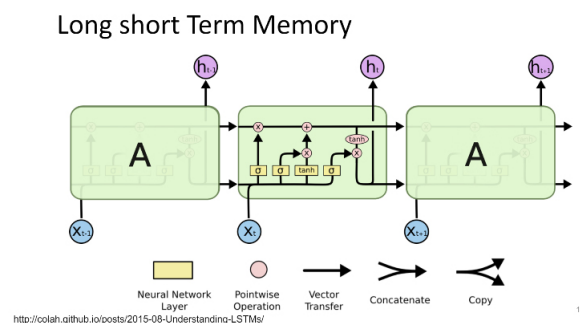 Long short Term Memory
ht-1
ht
ht+1
A
x
+
tanh
x
x
σ
σ
tanh
σ
A
Xt-1
Xt
Xt+1
Neural Network
Layer
Pointwise
Operation
Vector
Transfer
Concatenate
Copy
http://colah.github.io/posts/2015-08-Understanding-LSTMs/
1